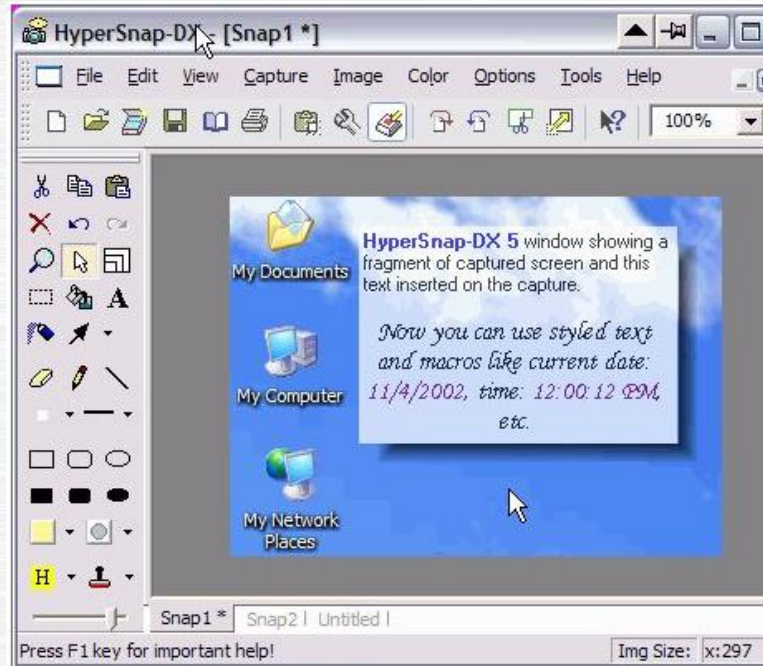 HyperSnap-DX - [Snap1 *]
File Edit View Capture Image Color Options Tools Help
100%
My Documents
HyperSnap-DX 5 window showing a
fragment of captured screen and this
text inserted on the capture.
Now you can use styled text
and macros like current date:
11/4/2002, time: 12:00:12 PM,
etc.
My Computer
My Network
Places
A
H
Snap1 * Snap2 | Untitled |
Press F1 key for important help! Img Size: x:297